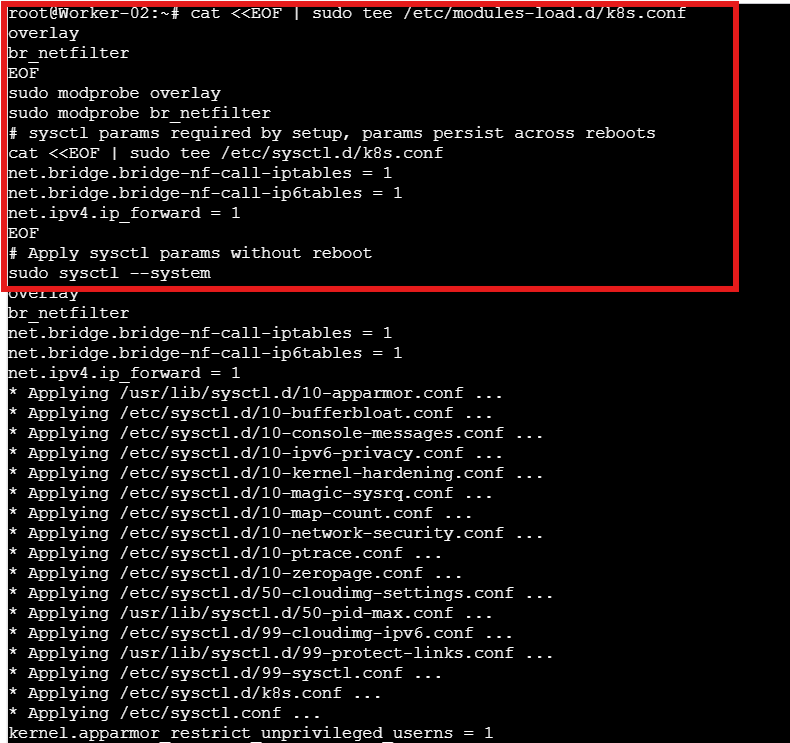 root@Worker-02:~# cat <<EOF | sudo tee /etc/modules-load.d/k8s.conf
overlay
br_netfilter
EOF
sudo modprobe overlay
sudo modprobe br_netfilter
# sysctl params required by setup, params persist across reboots
cat <<EOF | sudo tee /etc/sysctl.d/k8s.conf
net.bridge.bridge-nf-call-iptables = 1
net.bridge.bridge-nf-call-ip6tables = 1
net.ipv4.ip_forward = 1
EOF
# Apply sysctl params without reboot
sudo sysctl --system
overlay
br_netfilter
net.bridge.bridge-nf-call-iptables = 1
net.bridge.bridge-nf-call-ip6tables = 1
net.ipv4.ip_forward = 1
* Applying /usr/lib/sysctl.d/10-apparmor.conf ...
* Applying /etc/sysctl.d/10-bufferbloat.conf ...
* Applying /etc/sysctl.d/10-console-messages.conf ...
* Applying /etc/sysctl.d/10-ipv6-privacy.conf ...
* Applying /etc/sysctl.d/10-kernel-hardening.conf ...
* Applying /etc/sysctl.d/10-magic-sysrq.conf ...
* Applying /etc/sysctl.d/10-map-count.conf ...
* Applying /etc/sysctl.d/10-network-security.conf ...
* Applying /etc/sysctl.d/10-ptrace.conf ...
* Applying /etc/sysctl.d/10-zeropage.conf ...
* Applying /etc/sysctl.d/50-cloudimg-settings.conf ...
* Applying /usr/lib/sysctl.d/50-pid-max.conf ...
* Applying /etc/sysctl.d/99-cloudimg-ipv6.conf ...
* Applying /usr/lib/sysctl.d/99-protect-links.conf ...
* Applying /etc/sysctl.d/99-sysctl.conf ...
* Applying /etc/sysctl.d/k8s.conf ...
* Applying /etc/sysctl.conf ...
kernel.apparmor_restrict_unprivileged_userns = 1